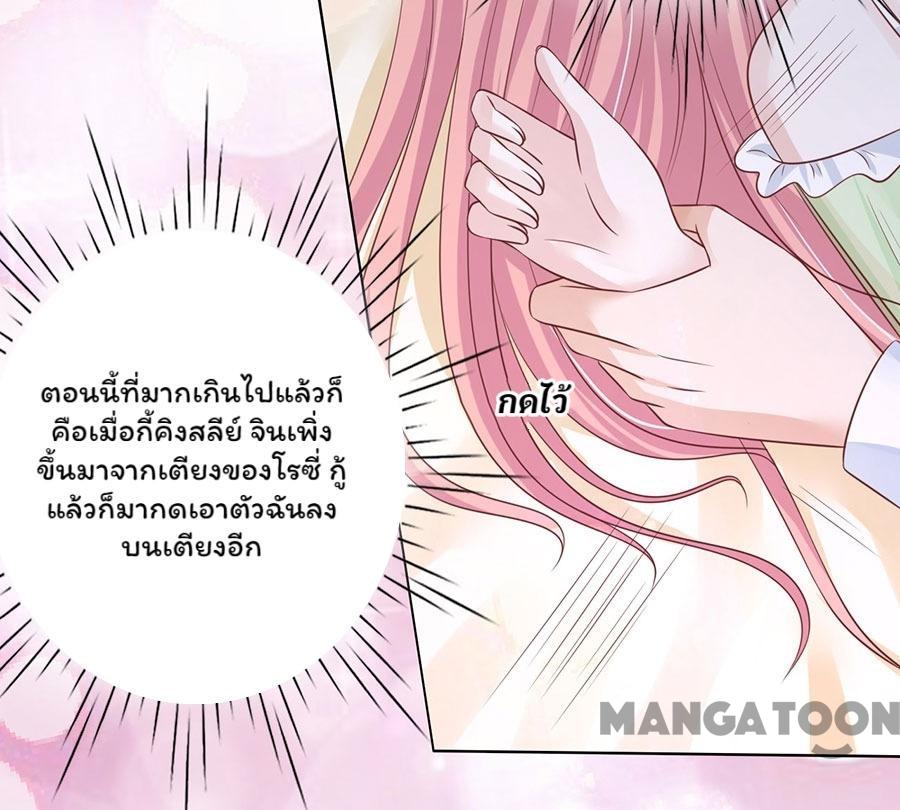 ตอนนี้ที่มากเกินไปแล้วก็
คือเมื่อกี้คิงสลีย์ จินเพิ่ง
ขึ้นมาจากเตียงของโรซี่ กู้
แล้วก็มากดเอาตัวฉันลง
บนเตียงอีก
กดไว้
MANGATOON